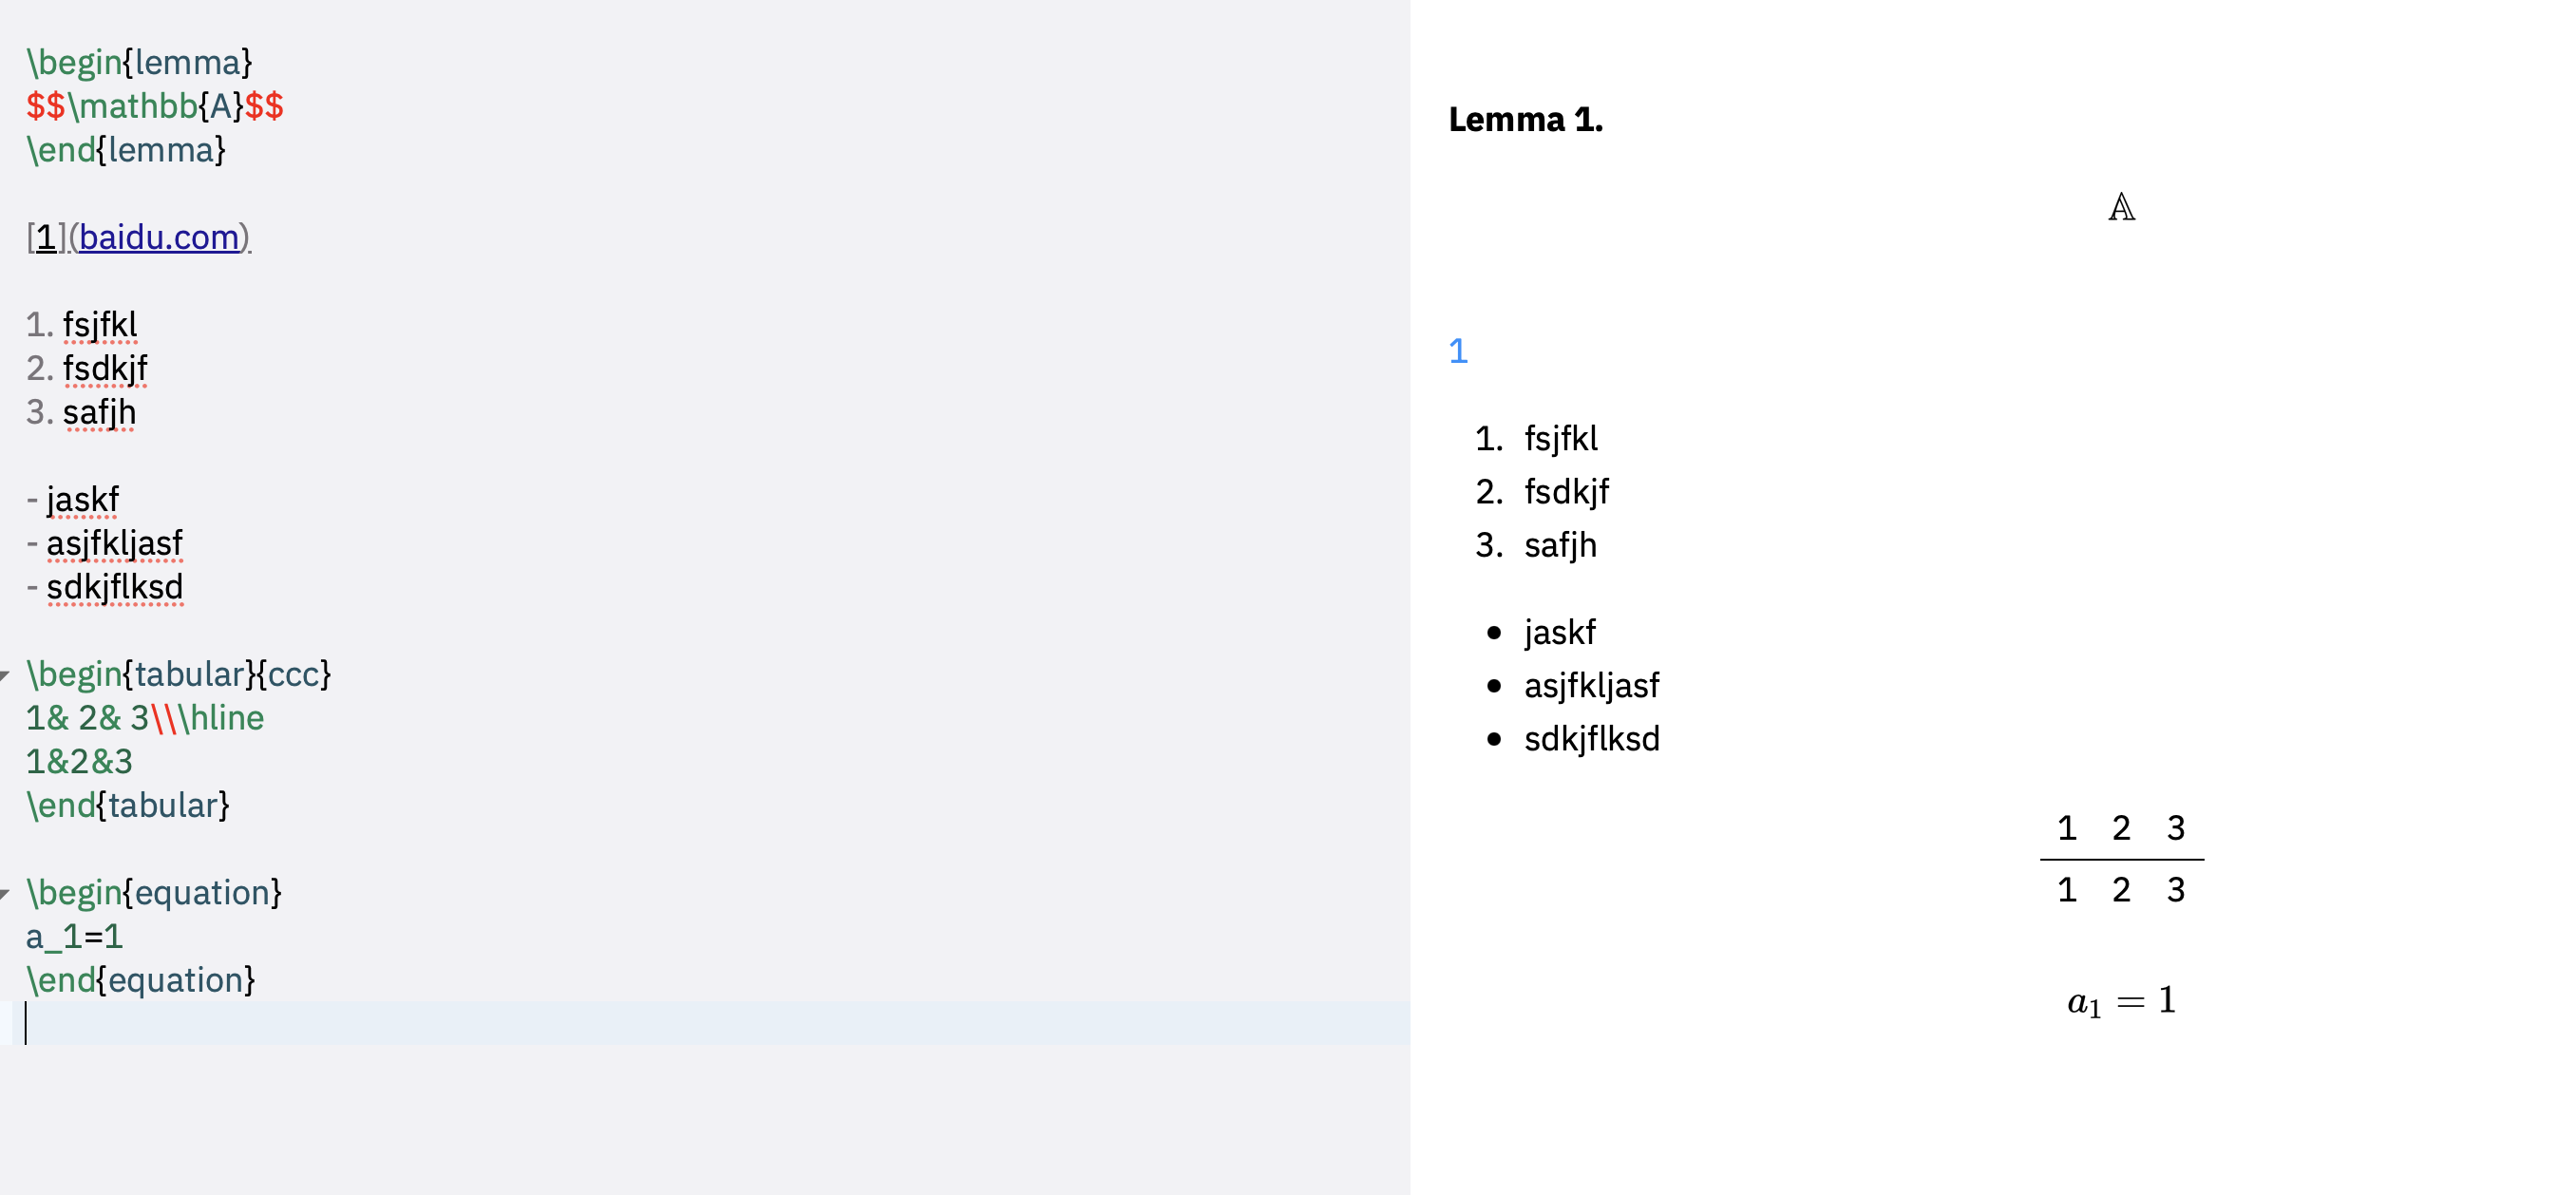 \begin{lemma}
$$\mathbb{A}$$
\end{lemma}
[1](baidu.com)
1. fsjfkl
2. fsdkjf
3. safjh
- jaskf
- asjfkljasf
- sdkjflksd
\begin{tabular}{ccc}
1& 2& 3\\\hline
1&2&3
\end{tabular}
\begin{equation}
a_1=1
\end{equation}
Lemma 1.
𝔸
1
1. fsjfkl
2. fsdkjf
3. safjh
• jaskf
• asjfkljasf
• sdkjflksd
1 2 3
1 2 3
a₁ = 1